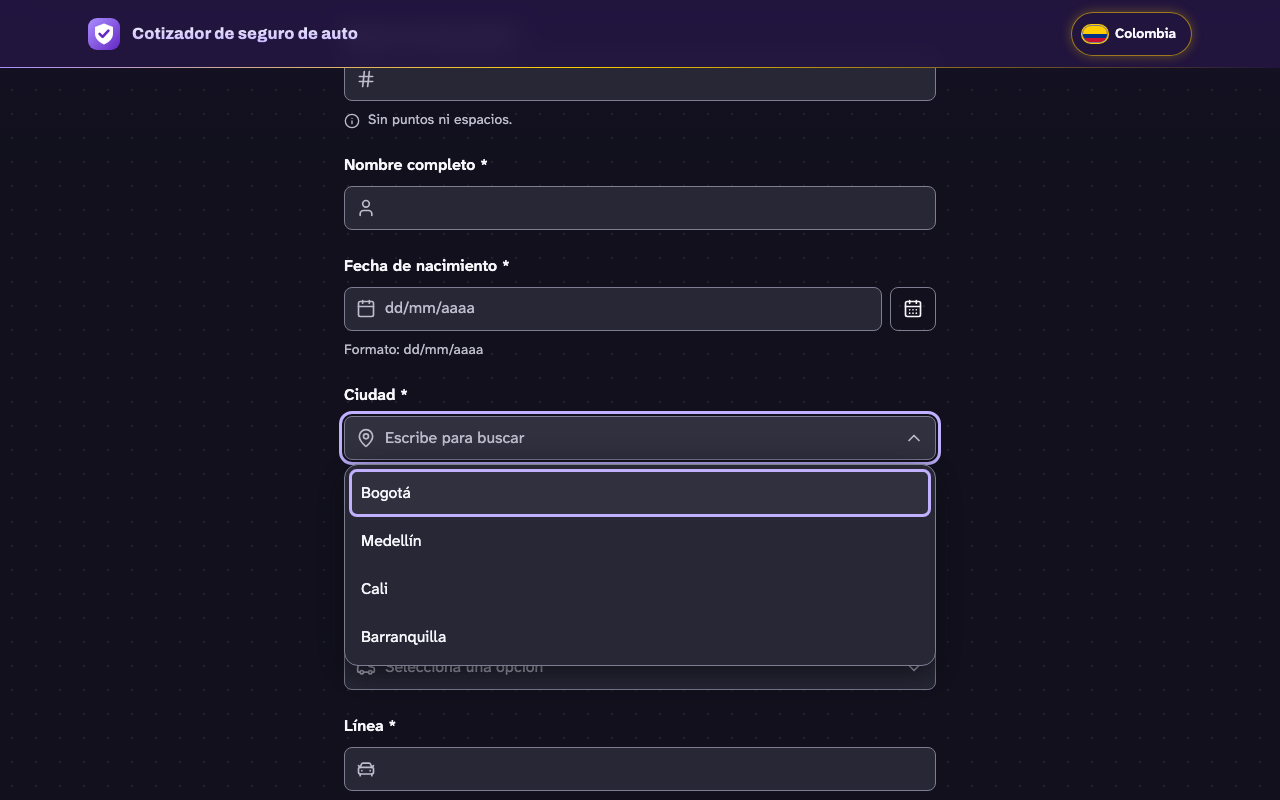 Cotizador de seguro de auto
Colombia
Sin puntos ni espacios.
Nombre completo *
Fecha de nacimiento *
dd/mm/aaaa
Formato: dd/mm/aaaa
Ciudad *
Escribe para buscar
Bogotá
Medellín
Cali
Barranquilla
Selecciona una opción
Línea *